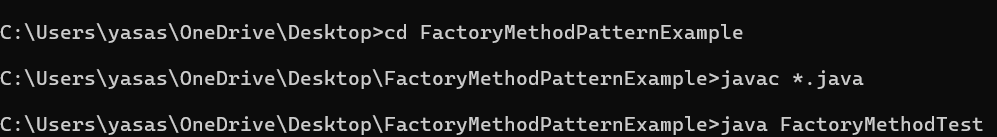 C:\Users\yasas\OneDrive\Desktop>cd FactoryMethodPatternExample
C:\Users\yasas\OneDrive\Desktop\FactoryMethodPatternExample>javac *.java
C:\Users\yasas\OneDrive\Desktop\FactoryMethodPatternExample>java FactoryMethodTest